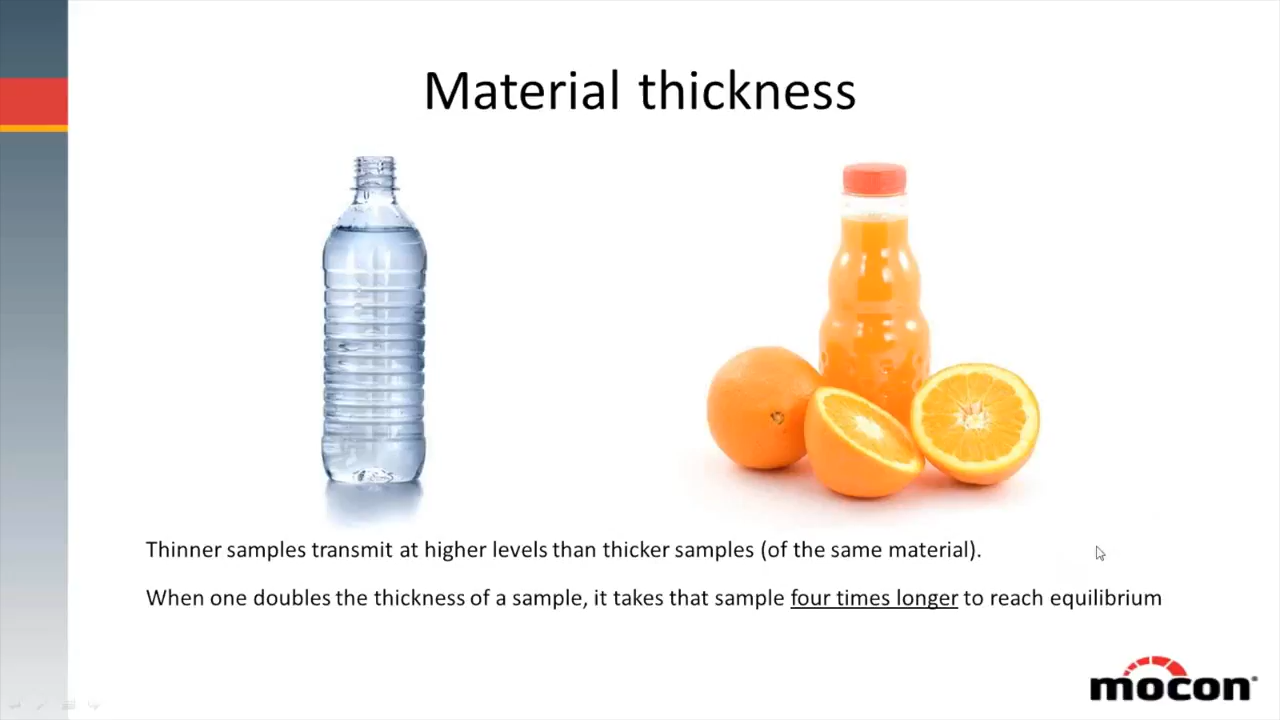 Material thickness
Thinner samples transmit at higher levels than thicker samples (of the same material).
When one doubles the thickness of a sample, it takes that sample four times longer to reach equilibrium
mocon®